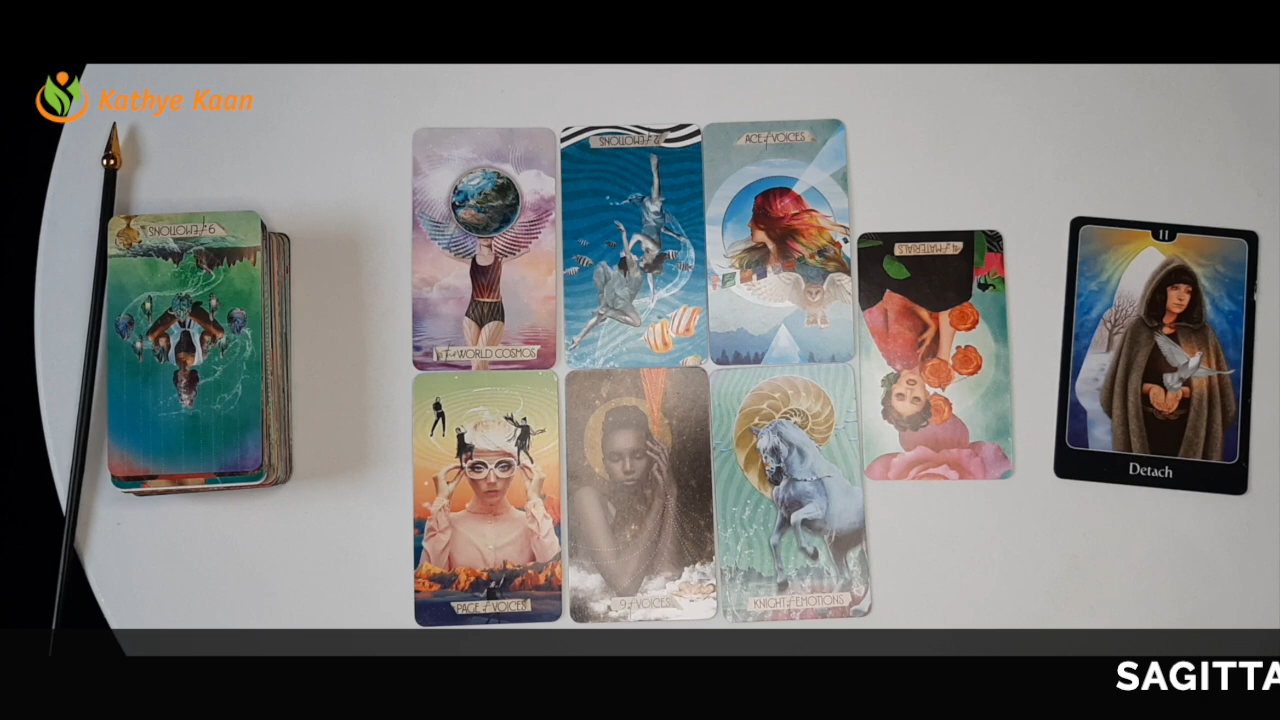 Kathye Kaan
9 of EMOTIONS
THE WORLD COSMOS
2 of EMOTIONS
ACE of VOICES
4 of MATERIALS
11
Detach
PAGE of VOICES
9 of VOICES
KNIGHT of EMOTIONS
SAGITTA